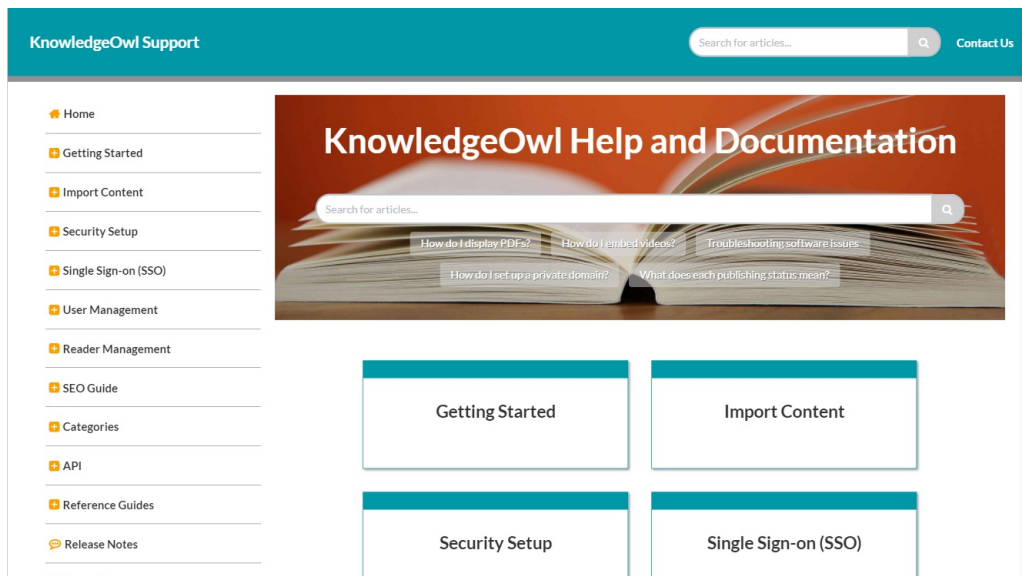 KnowledgeOwl Support
Search for articles...
Contact Us
Home
Getting Started
Import Content
Security Setup
Single Sign-on (SSO)
User Management
Reader Management
SEO Guide
Categories
API
Reference Guides
Release Notes
KnowledgeOwl Help and Documentation
Search for articles...
How do I display PDFs? How do I embed videos? Troubleshooting software issues
How do I set up a private domain? What does each publishing status mean?
Getting Started Import Content
Security Setup Single Sign-on (SSO)